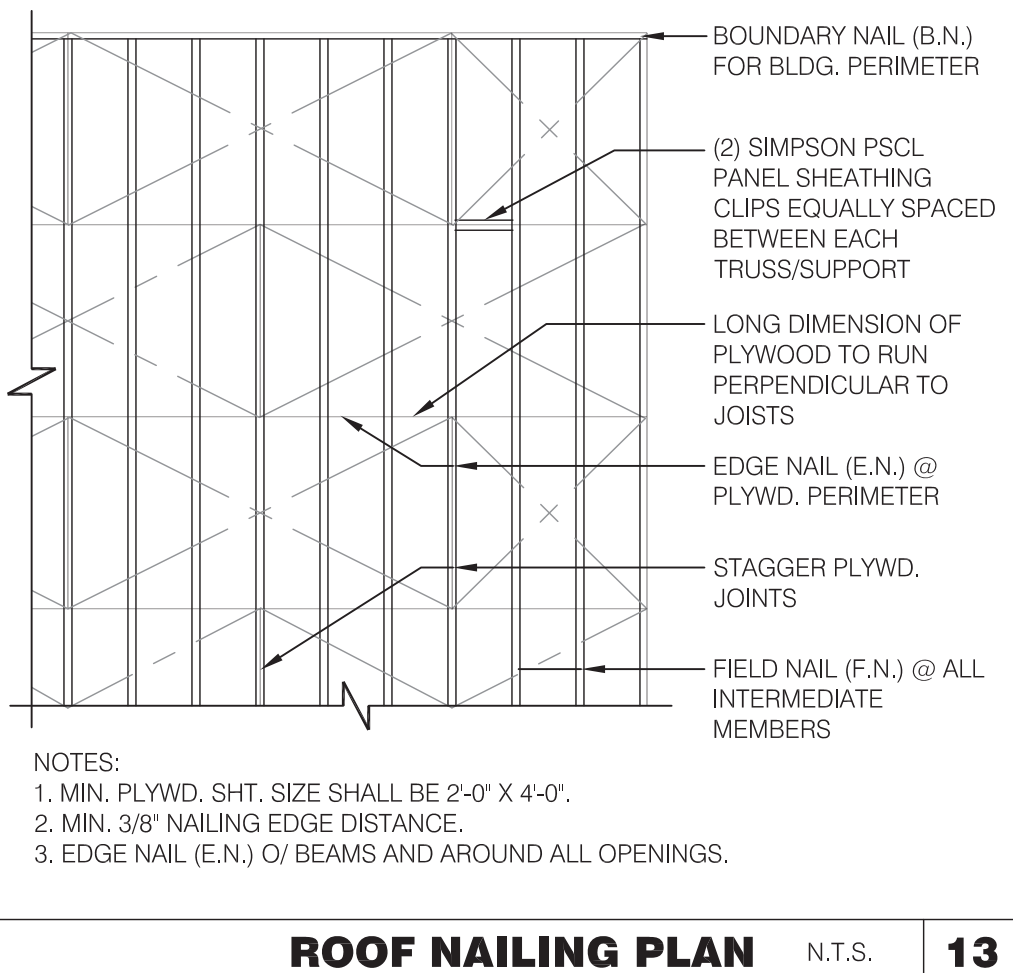 BOUNDARY NAIL (B.N.)
FOR BLDG. PERIMETER
(2) SIMPSON PSCL
PANEL SHEATHING
CLIPS EQUALLY SPACED
BETWEEN EACH
TRUSS/SUPPORT
LONG DIMENSION OF
PLYWOOD TO RUN
PERPENDICULAR TO
JOISTS
EDGE NAIL (E.N.) @
PLYWD. PERIMETER
STAGGER PLYWD.
JOINTS
FIELD NAIL (F.N.) @ ALL
INTERMEDIATE
MEMBERS
NOTES:
1. MIN. PLYWD. SHT. SIZE SHALL BE 2'-0" X 4'-0".
2. MIN. 3/8" NAILING EDGE DISTANCE.
3. EDGE NAIL (E.N.) O/ BEAMS AND AROUND ALL OPENINGS.
ROOF NAILING PLAN N.T.S. 13